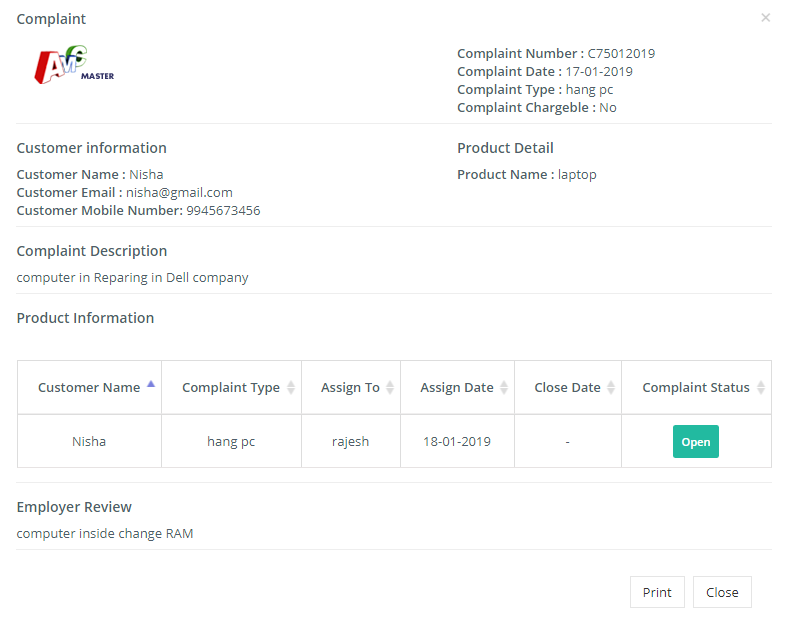 Complaint
×
AMC MASTER
Complaint Number : C75012019
Complaint Date : 17-01-2019
Complaint Type : hang pc
Complaint Chargeble : No
Customer information
Customer Name : Nisha
Customer Email : nisha@gmail.com
Customer Mobile Number: 9945673456
Product Detail
Product Name : laptop
Complaint Description
computer in Reparing in Dell company
Product Information
Customer Name Complaint Type Assign To Assign Date Close Date Complaint Status
Nisha hang pc rajesh 18-01-2019 - Open
Employer Review
computer inside change RAM
Print Close